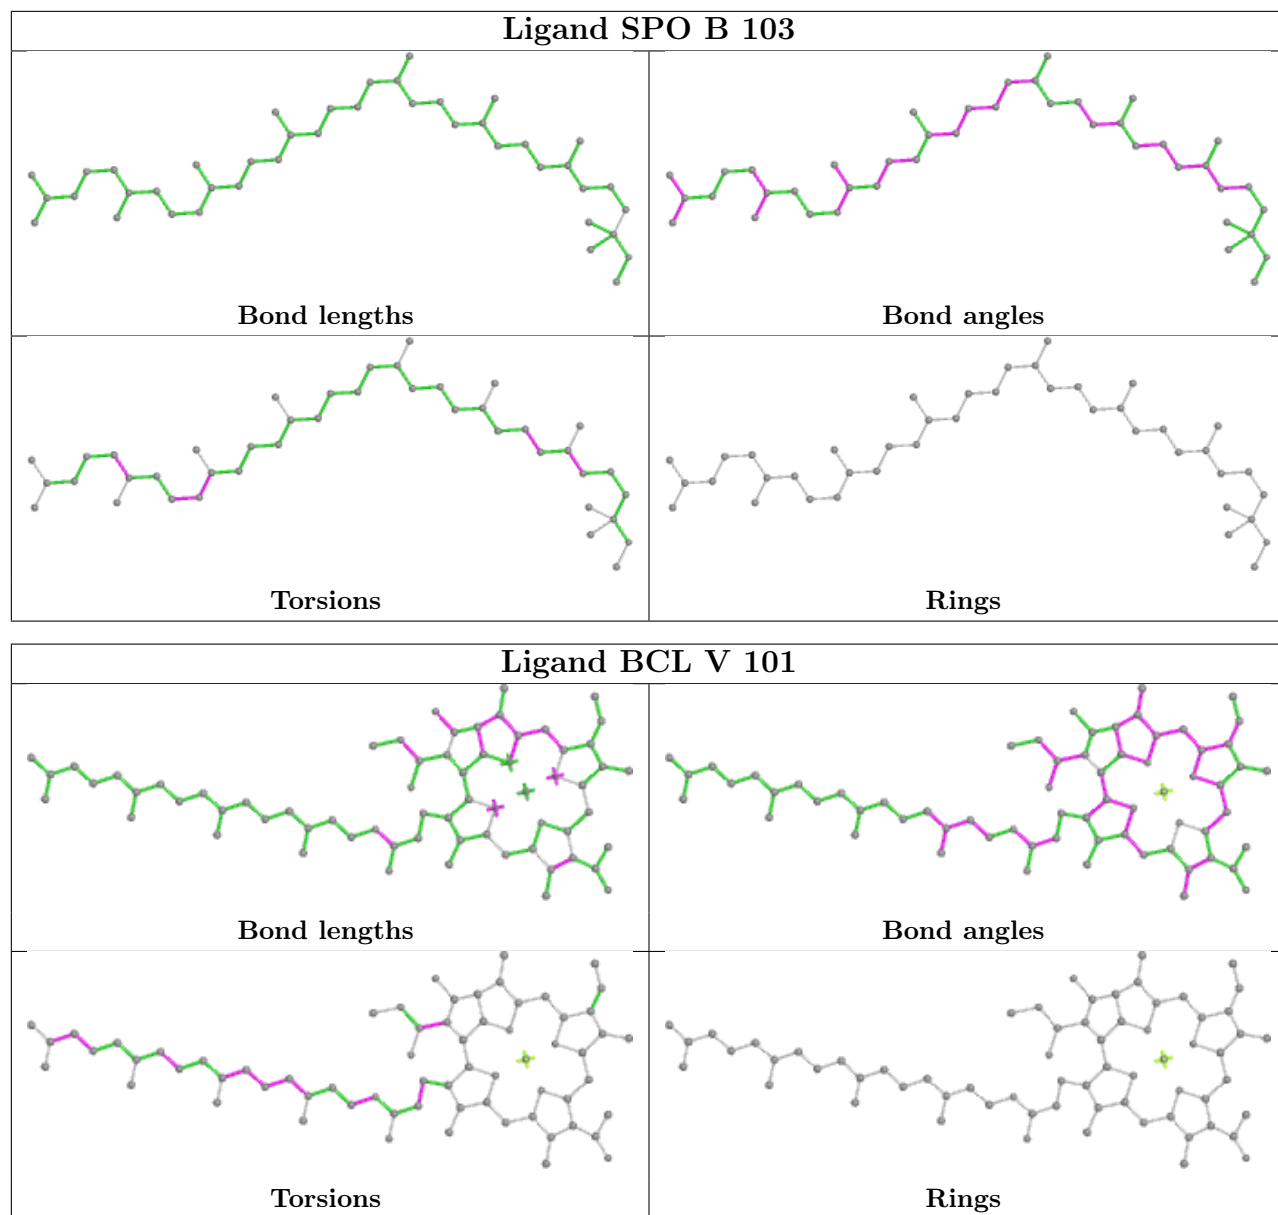 Ligand SPO B 103
Bond lengths
Bond angles
Torsions
Rings
Ligand BCL V 101
Bond lengths
Bond angles
Torsions
Rings